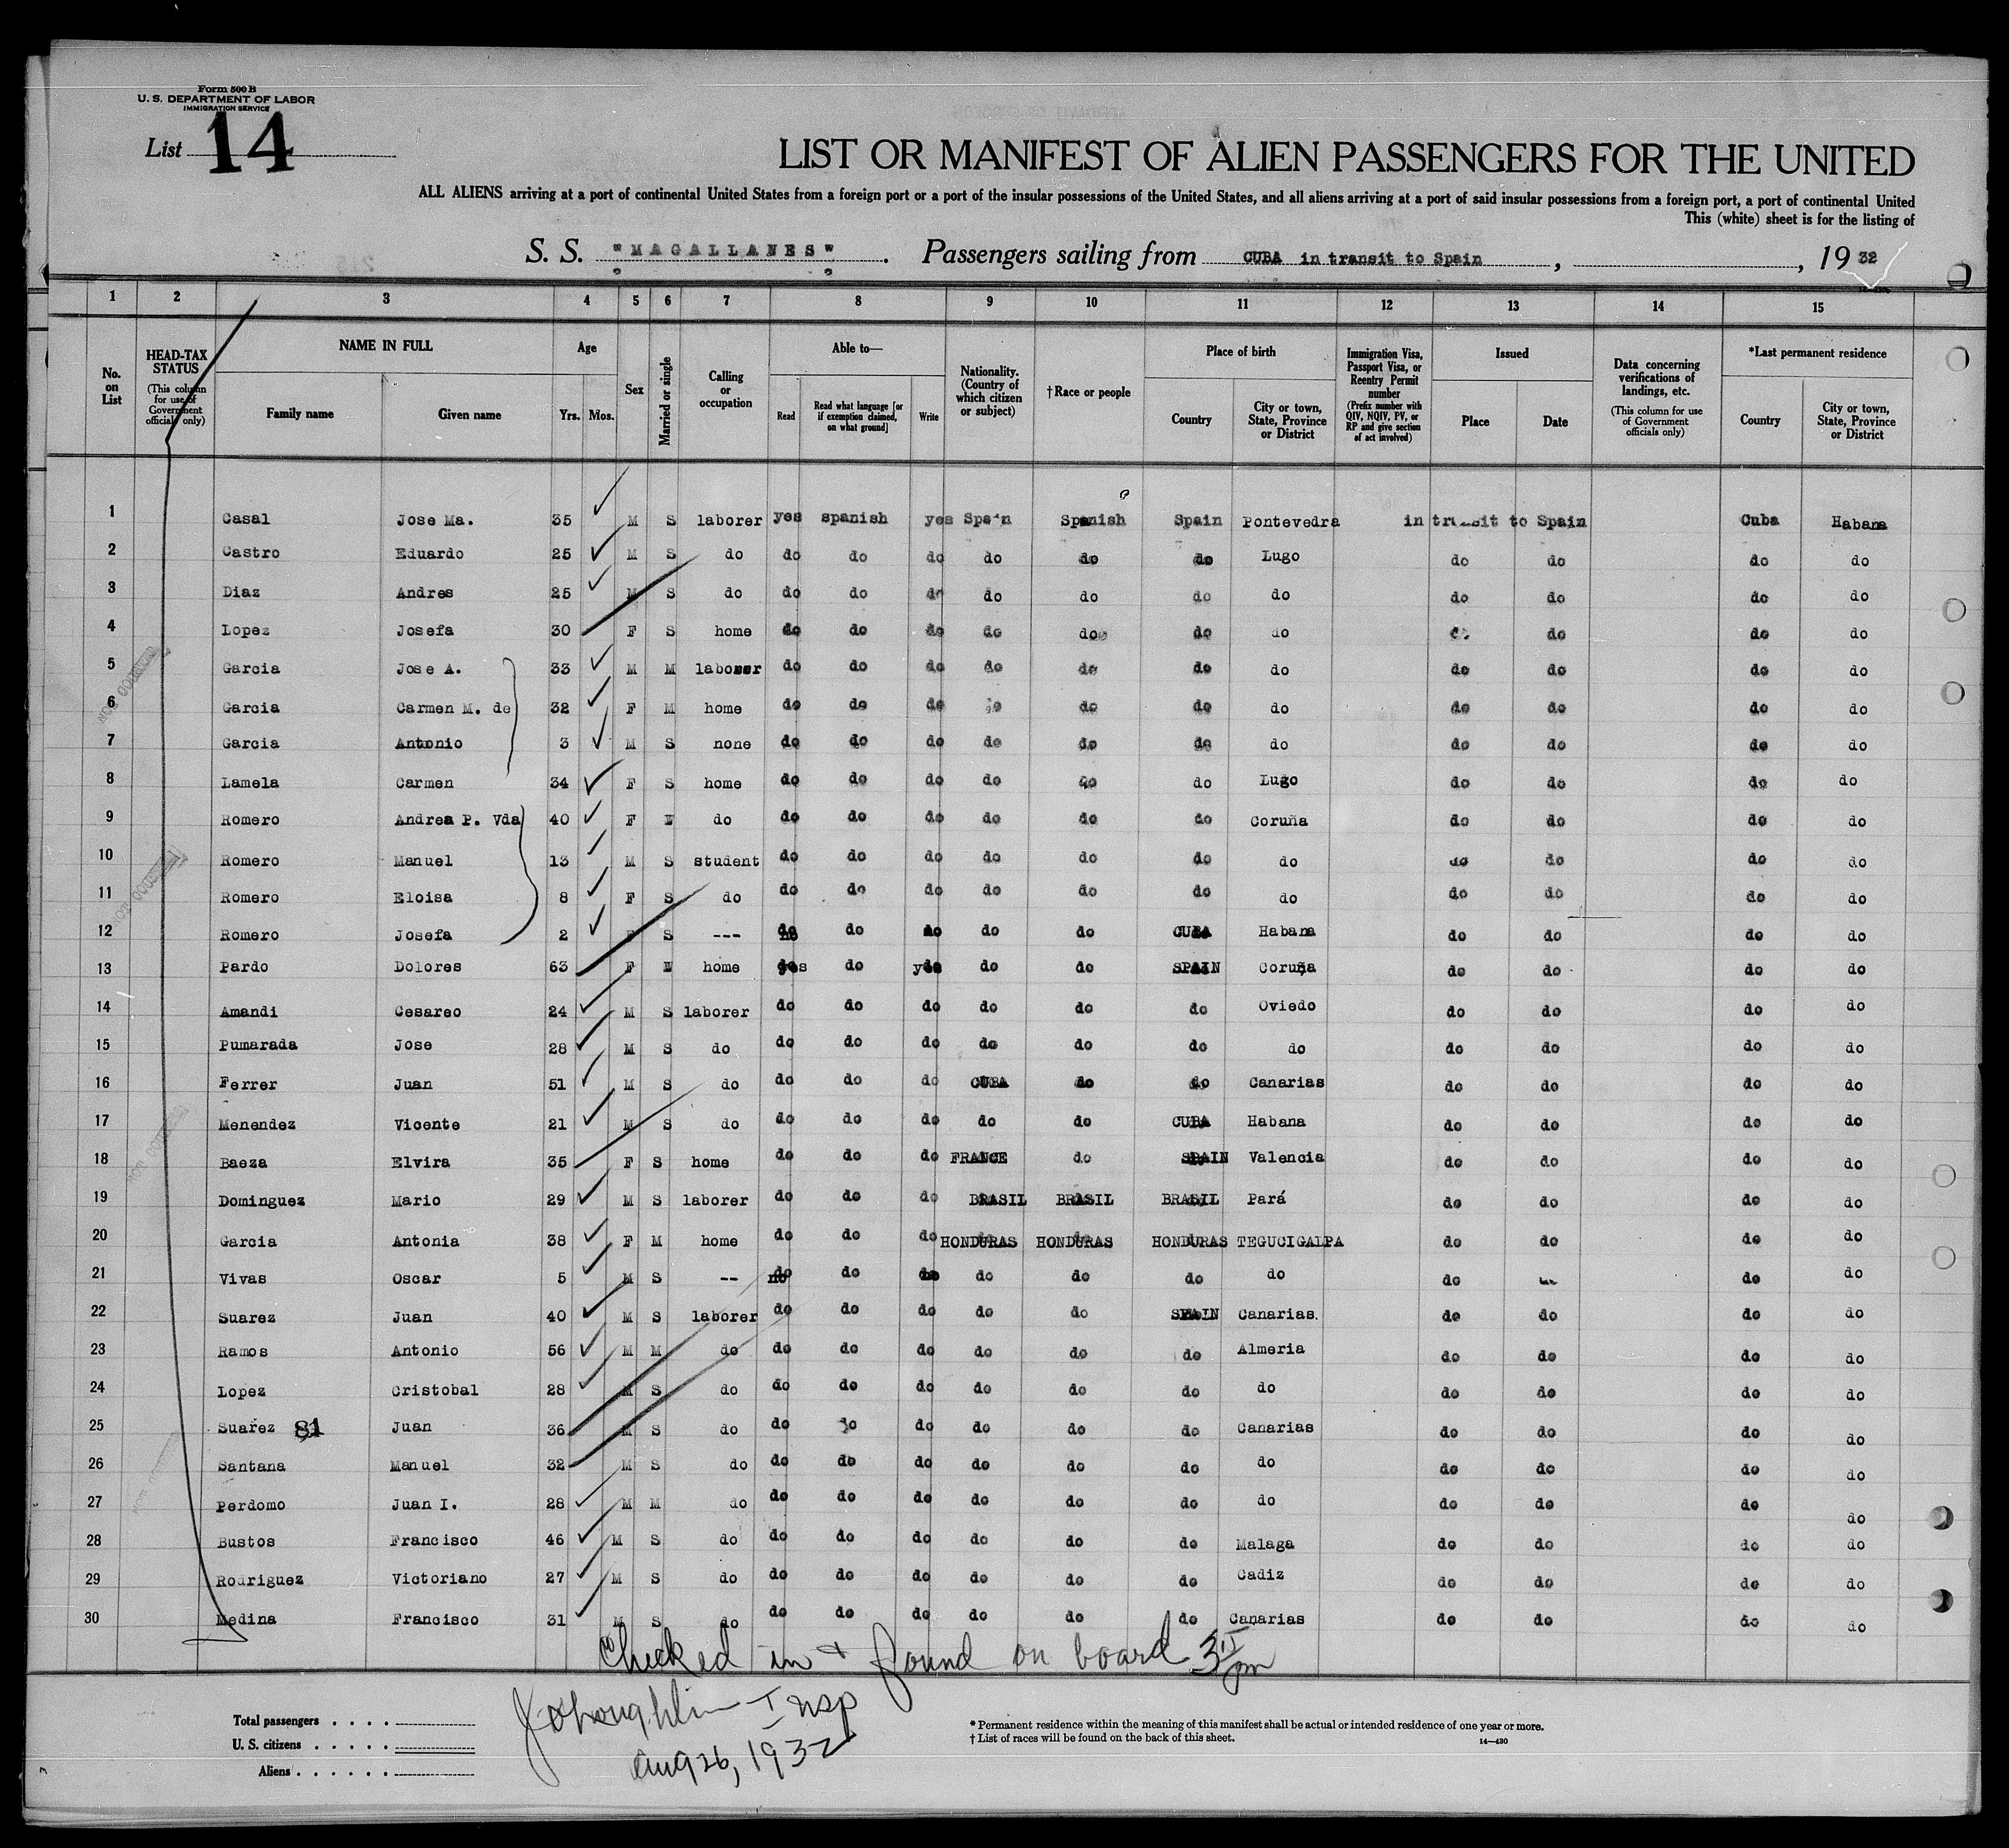 Form 500 B
U. S. DEPARTMENT OF LABOR
IMMIGRATION SERVICE
List 14
LIST OR MANIFEST OF ALIEN PASSENGERS FOR THE UNITED
ALL ALIENS arriving at a port of continental United States from a foreign port or a port of the insular possessions of the United States, and all aliens arriving at a port of said insular possessions from a foreign port, a port of continental United
This (white) sheet is for the listing of
S. S. "MAGALLANES". Passengers sailing from CUBA in transit to Spain, , 1932
1 2 3 4 5 6 7 8 9 10 11 12 13 14 15
No. on List
HEAD-TAX STATUS (This column for use of Government officials only)
NAME IN FULL Family name Given name
Age Yrs. Mos.
Sex
Married or single
Calling or occupation
Able to— Read Read what language [or if exemption claimed, on what ground] Write
Nationality. (Country of which citizen or subject)
†Race or people
Place of birth Country City or town, State, Province or District
Immigration Visa, Passport Visa, or Reentry Permit number (Prefix number with QIV, NQIV, PV, or RP and give section of act involved)
Issued Place Date
Data concerning verifications of landings, etc. (This column for use of Government officials only)
*Last permanent residence Country City or town, State, Province or District
1 Casal Jose Ma. 35 M S laborer yes spanish yes Spain Spanish Spain Pontevedra in transit to Spain Cuba Habana
2 Castro Eduardo 25 M S do do do do do do do Lugo do do do do
3 Diaz Andres 25 M S do do do do do do do do do do do do
4 Lopez Josefa 30 F S home do do do do do do do do do do do
5 Garcia Jose A. 33 M M laborer do do do do do do do do do do do
6 Garcia Carmen M. de 32 F M home do do do do do do do do do do do
7 Garcia Antonio 3 M S none do do do do do do do do do do do
8 Lamela Carmen 34 F S home do do do do do do Lugo do do do do
9 Romero Andrea P. Vda 40 F do do do do do do do Coruña do do do do
10 Romero Manuel 13 M S student do do do do do do do do do do do
11 Romero Eloisa 8 F S do do do do do do do do do do do do
12 Romero Josefa 2 F S --- no do no do do CUBA Habana do do do do
13 Pardo Dolores 63 F home yes do yes do do SPAIN Coruña do do do do
14 Amandi Cesareo 24 M S laborer do do do do do do Oviedo do do do do
15 Pumarada Jose 28 M S do do do do do do do do do do do do
16 Ferrer Juan 51 M S do do do do CUBA do do Canarias do do do do
17 Menendez Vicente 21 M S do do do do do do CUBA Habana do do do do
18 Baeza Elvira 35 F S home do do do FRANCE do SPAIN Valencia do do do do
19 Dominguez Mario 29 M S laborer do do do BRASIL BRASIL BRASIL Pará do do do do
20 Garcia Antonia 38 F M home do do do HONDURAS HONDURAS HONDURAS TEGUCIGALPA do do do do
21 Vivas Oscar 5 M S -- no do no do do do do do do do do
22 Suarez Juan 40 M S laborer do do do do do SPAIN Canarias. do do do do
23 Ramos Antonio 56 M M do do do do do do do Almeria do do do do
24 Lopez Cristobal 28 M S do do do do do do do do do do do do
25 Suarez 81 Juan 36 M S do do do do do do do Canarias do do do do
26 Santana Manuel 32 M S do do do do do do do do do do do do
27 Perdomo Juan I. 28 M M do do do do do do do do do do do do
28 Bustos Francisco 46 M S do do do do do do do Malaga do do do do
29 Rodriguez Victoriano 27 M S do do do do do do do Cadiz do do do do
30 Medina Francisco 31 M S do do do do do do do Canarias do do do do
Checked in + found on board 3 pm
J O'Loughlin Insp
Aug 26, 1932
Total passengers . . . .
U. S. citizens . . . . .
Aliens . . . . . .
* Permanent residence within the meaning of this manifest shall be actual or intended residence of one year or more.
† List of races will be found on the back of this sheet.
14—430